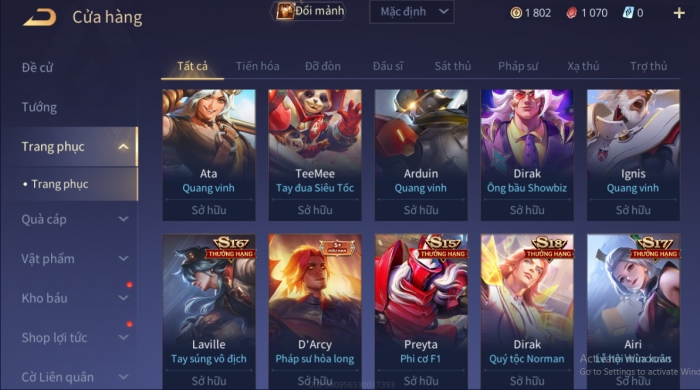 Cửa hàng
Đổi mảnh
Mặc định
1 802
1 070
0
Đề cử
Tướng
Trang phục
• Trang phục
Quà cáp
Vật phẩm
Kho báu
Shop lợi tức
Cờ Liên quân
Tất cả
Tiến hóa
Đỡ đòn
Đấu sĩ
Sát thủ
Pháp sư
Xạ thủ
Trợ thủ
Ata
Quang vinh
Sở hữu
TeeMee
Tay đua Siêu Tốc
Sở hữu
Arduin
Quang vinh
Sở hữu
Dirak
Ông bầu Showbiz
Sở hữu
Ignis
Quang vinh
Sở hữu
S16
THƯỞNG HẠNG
Laville
Tay súng vô địch
Sở hữu
S+
D'Arcy
Pháp sư hỏa long
Sở hữu
S15
THƯỞNG HẠNG
Preyta
Phi cơ F1
Sở hữu
S18
THƯỞNG HẠNG
Dirak
Quý tộc Norman
Sở hữu
S17
THƯỞNG HẠNG
Airi
Lễ hội mùa xuân
Sở hữu
Activate Windows
Go to Settings to activate Win